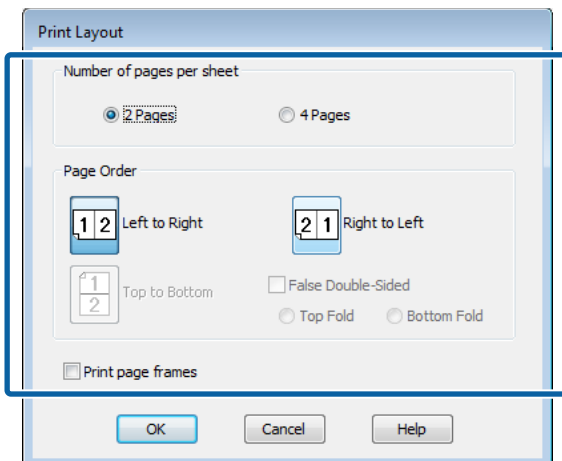 Print Layout
Number of pages per sheet
2 Pages 4 Pages
Page Order
1 2 Left to Right 2 1 Right to Left
1
2
Top to Bottom False Double-Sided
Top Fold Bottom Fold
Print page frames
OK Cancel Help